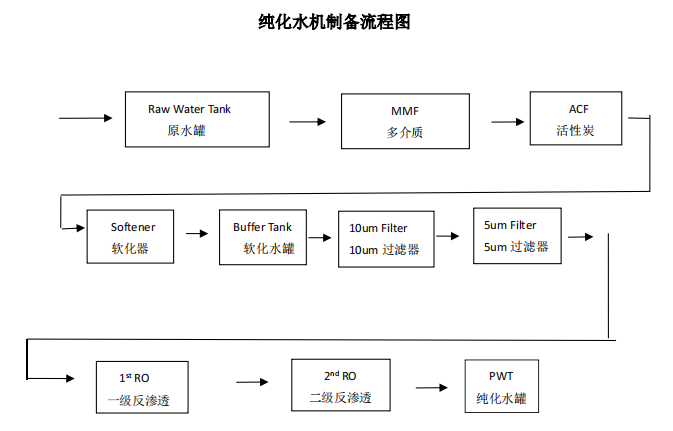 纯化水机制备流程图
Raw Water Tank
原水罐
MMF
多介质
ACF
活性炭
Softener
软化器
Buffer Tank
软化水罐
10um Filter
10um 过滤器
5um Filter
5um 过滤器
1st RO
一级反渗透
2nd RO
二级反渗透
PWT
纯化水罐